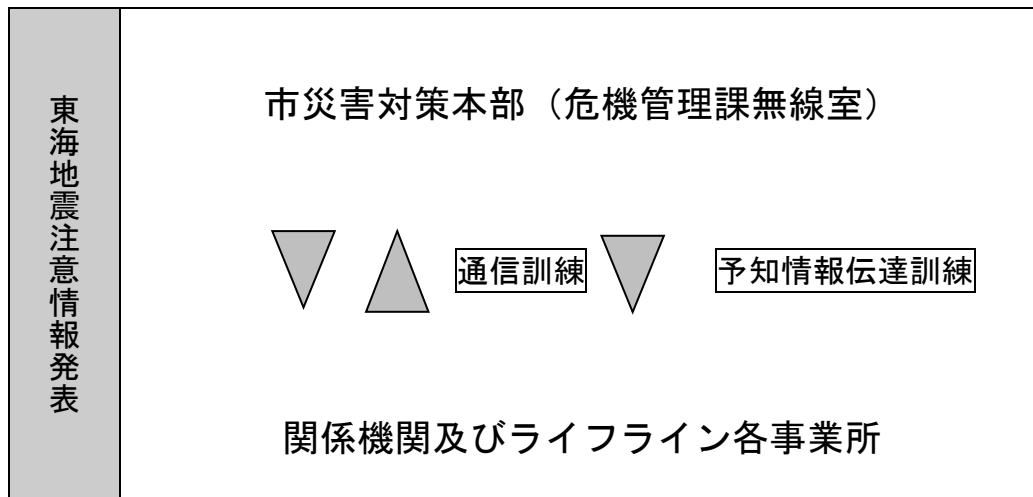 東海地震注意情報発表
市災害対策本部（危機管理課無線室）
通信訓練
予知情報伝達訓練
関係機関及びライフライン各事業所